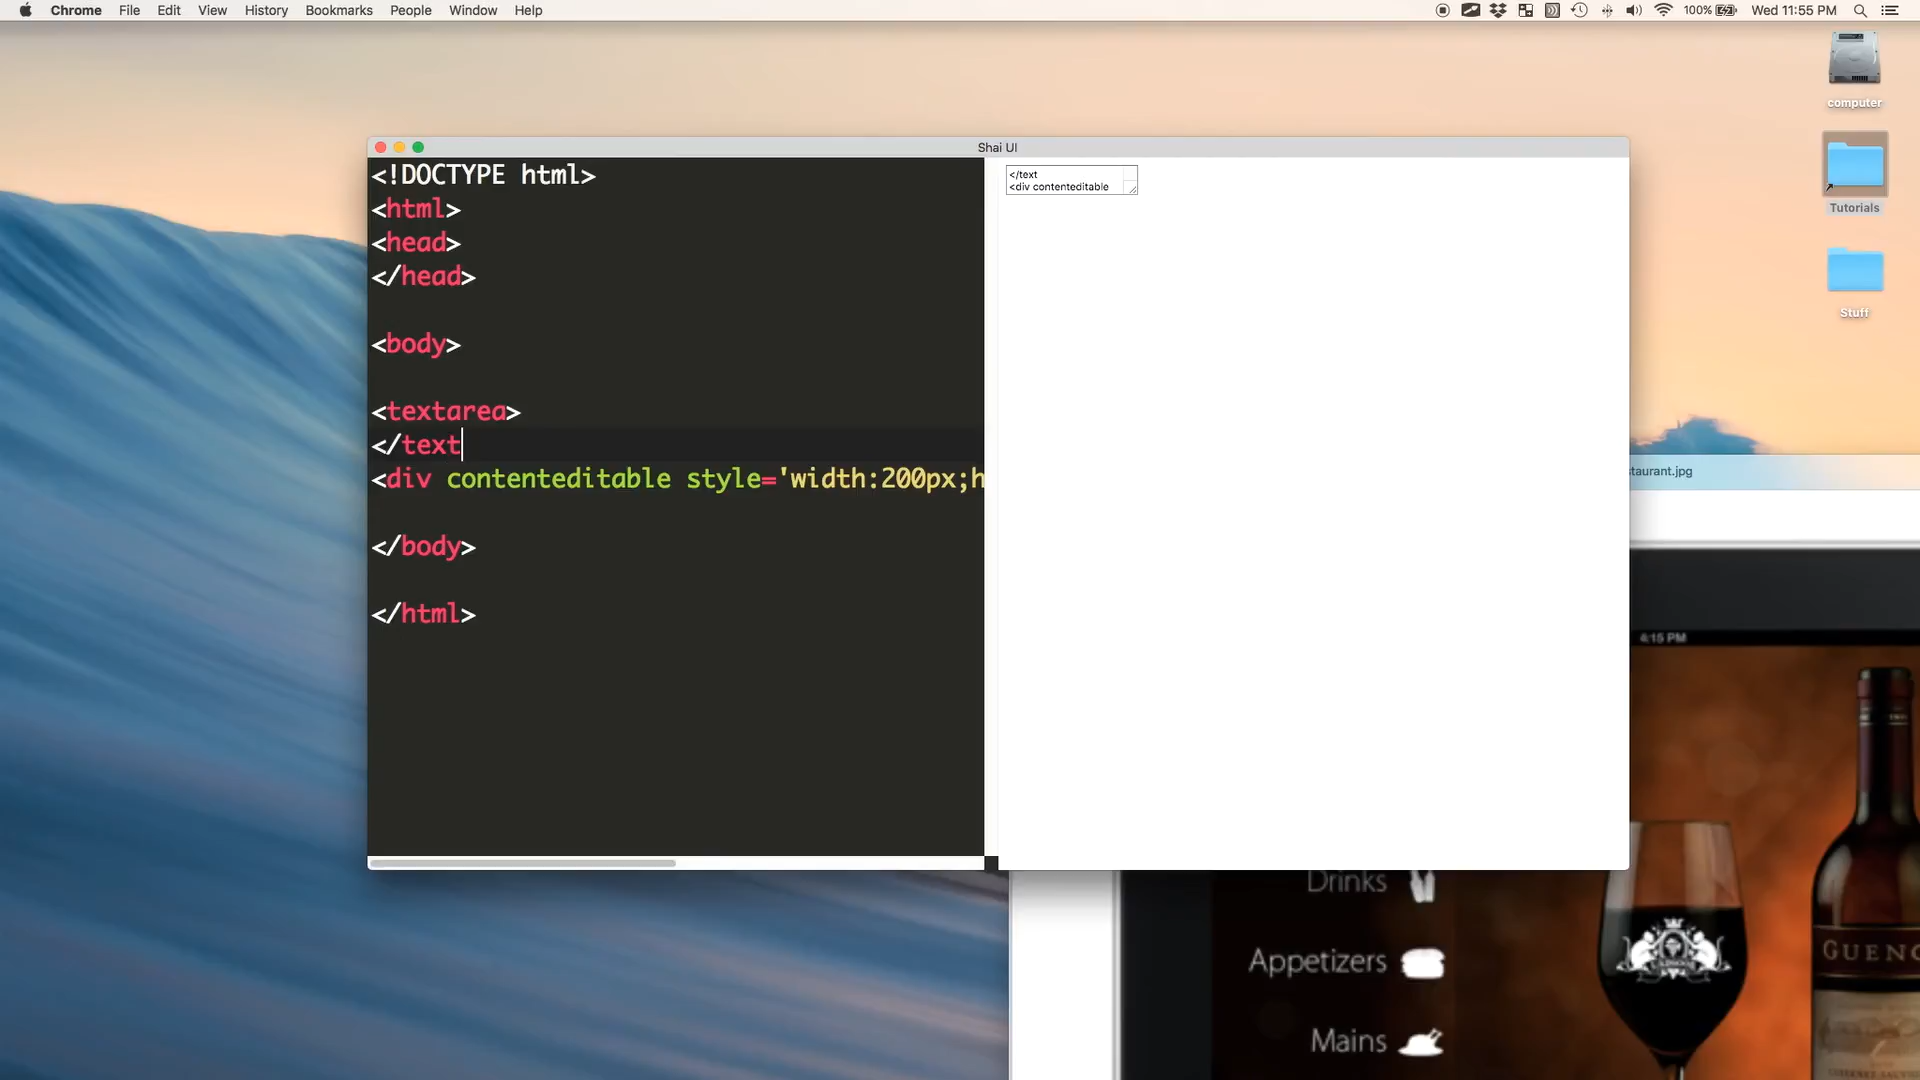 Chrome File Edit View History Bookmarks People Window Help
100% Wed 11:55 PM
computer
Tutorials
Stuff
Shai UI
<!DOCTYPE html>
<html>
<head>
</head>
<body>
<textarea>
</text
<div contenteditable style='width:200px;h
</body>
</html>
</text
<div contenteditable
staurant.jpg
4:15 PM
Drinks
Appetizers
Mains
GUENO